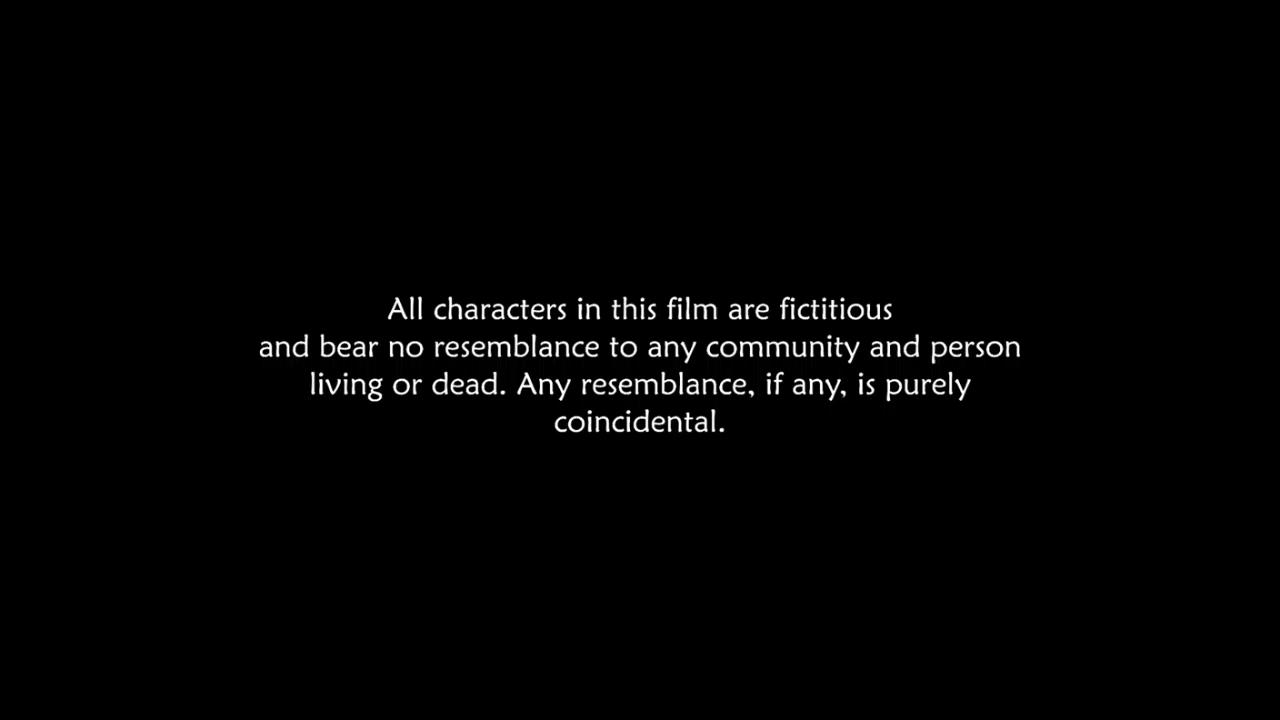 All characters in this film are fictitious
and bear no resemblance to any community and person
living or dead. Any resemblance, if any, is purely
coincidental.